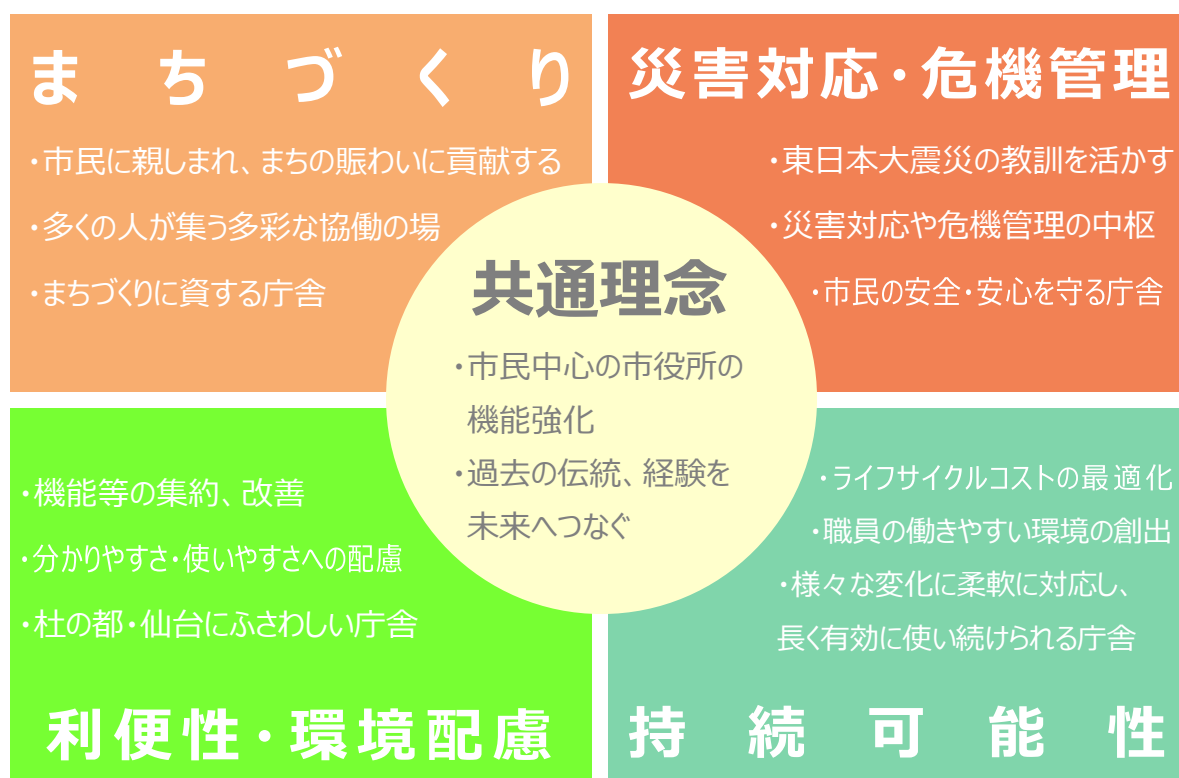 まちづくり
・市民に親しまれ、まちの賑わいに貢献する
・多くの人が集う多彩な協働の場
・まちづくりに資する庁舎
災害対応・危機管理
・東日本大震災の教訓を活かす
・災害対応や危機管理の中枢
・市民の安全・安心を守る庁舎
共通理念
・市民中心の市役所の
機能強化
・過去の伝統、経験を
未来へつなぐ
・機能等の集約、改善
・分かりやすさ・使いやすさへの配慮
・杜の都・仙台にふさわしい庁舎
利便性・環境配慮
・ライフサイクルコストの最適化
・職員の働きやすい環境の創出
・様々な変化に柔軟に対応し、
長く有効に使い続けられる庁舎
持続可能性